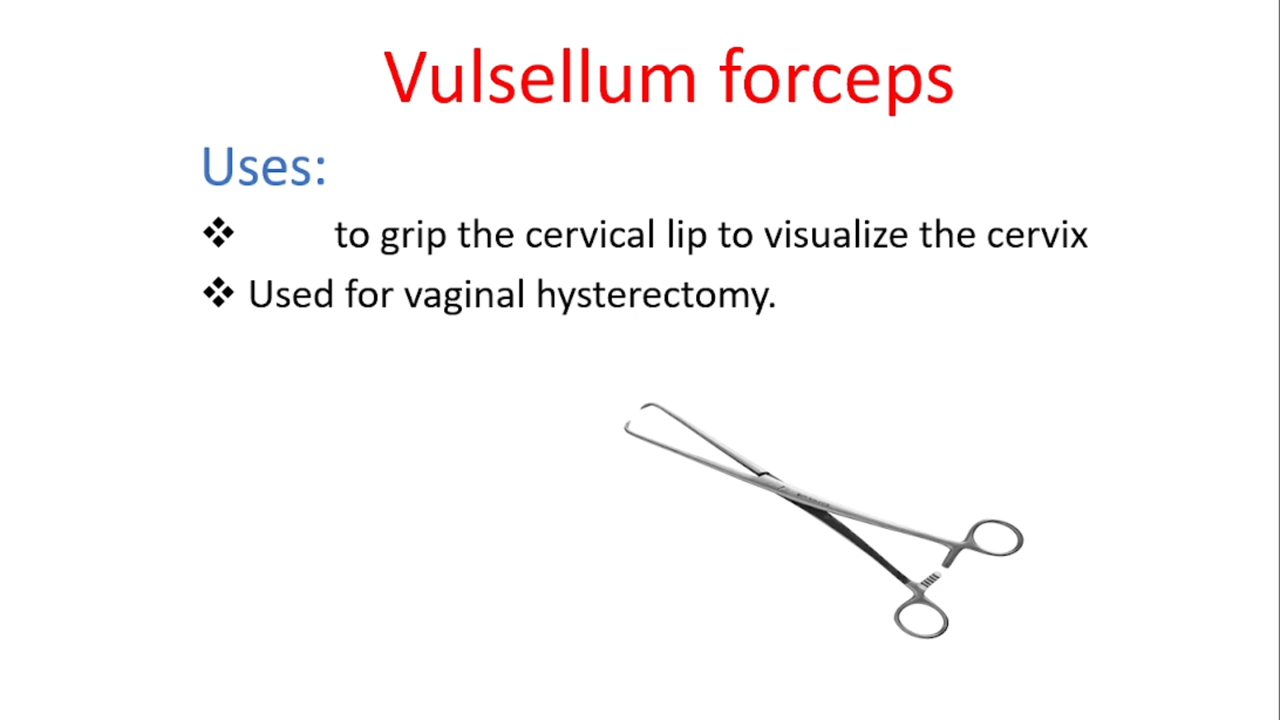 Vulsellum forceps
Uses:
❖ to grip the cervical lip to visualize the cervix
❖ Used for vaginal hysterectomy.